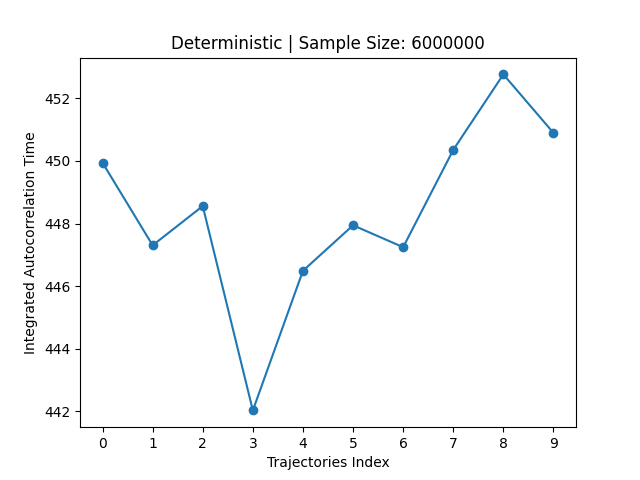 Deterministic | Sample Size: 6000000
452
450
448
446
444
442
Integrated Autocorrelation Time
0 1 2 3 4 5 6 7 8 9
Trajectories Index